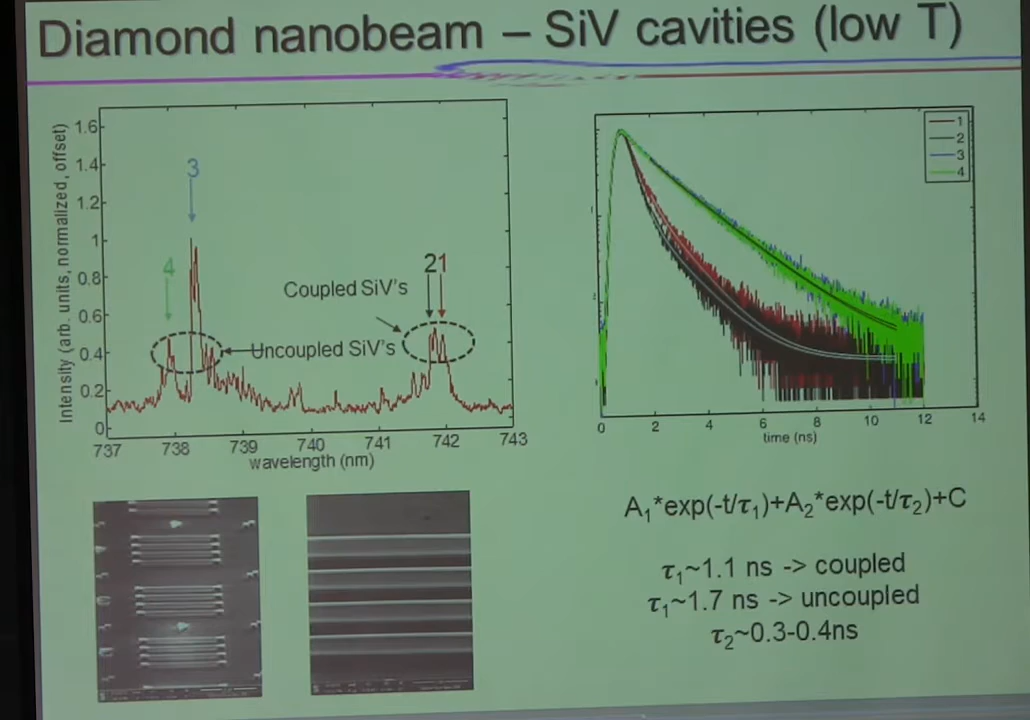 Diamond nanobeam – SiV cavities (low T)
Intensity (arb. units, normalized, offset)
1.6
1.4
1.2
1
0.8
0.6
0.4
0.2
0
3
4
21
Coupled SiV's
Uncoupled SiV's
737 738 739 740 741 742 743
wavelength (nm)
1
2
3
4
0 2 4 6 8 10 12 14
time (ns)
A₁*exp(-t/τ₁)+A₂*exp(-t/τ₂)+C
τ₁~1.1 ns -> coupled
τ₁~1.7 ns -> uncoupled
τ₂~0.3-0.4ns